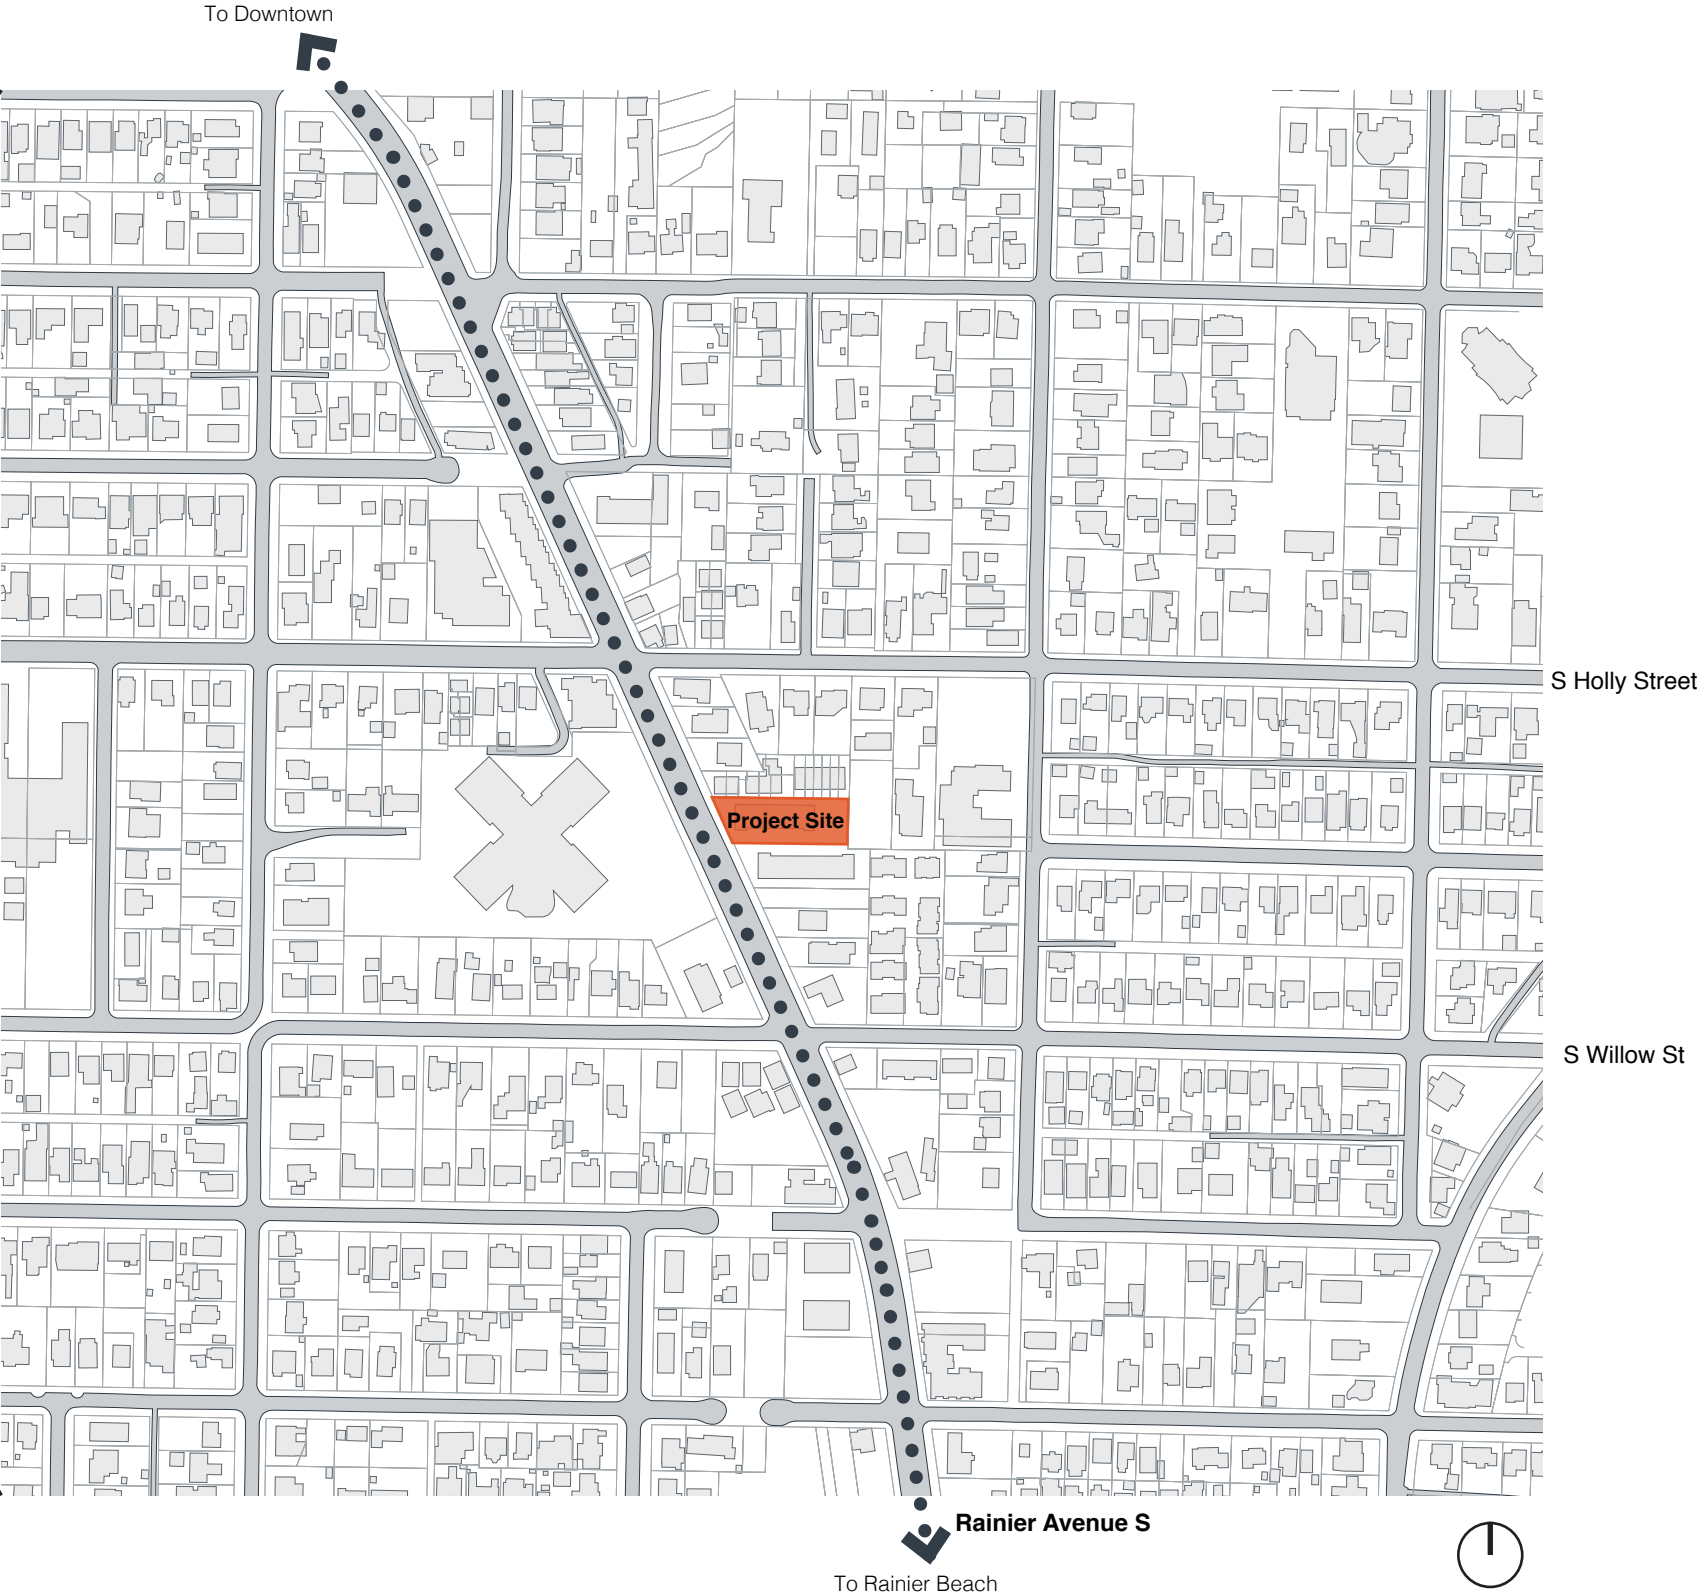 To Downtown
S Holly Street
Project Site
S Willow St
Rainier Avenue S
To Rainier Beach